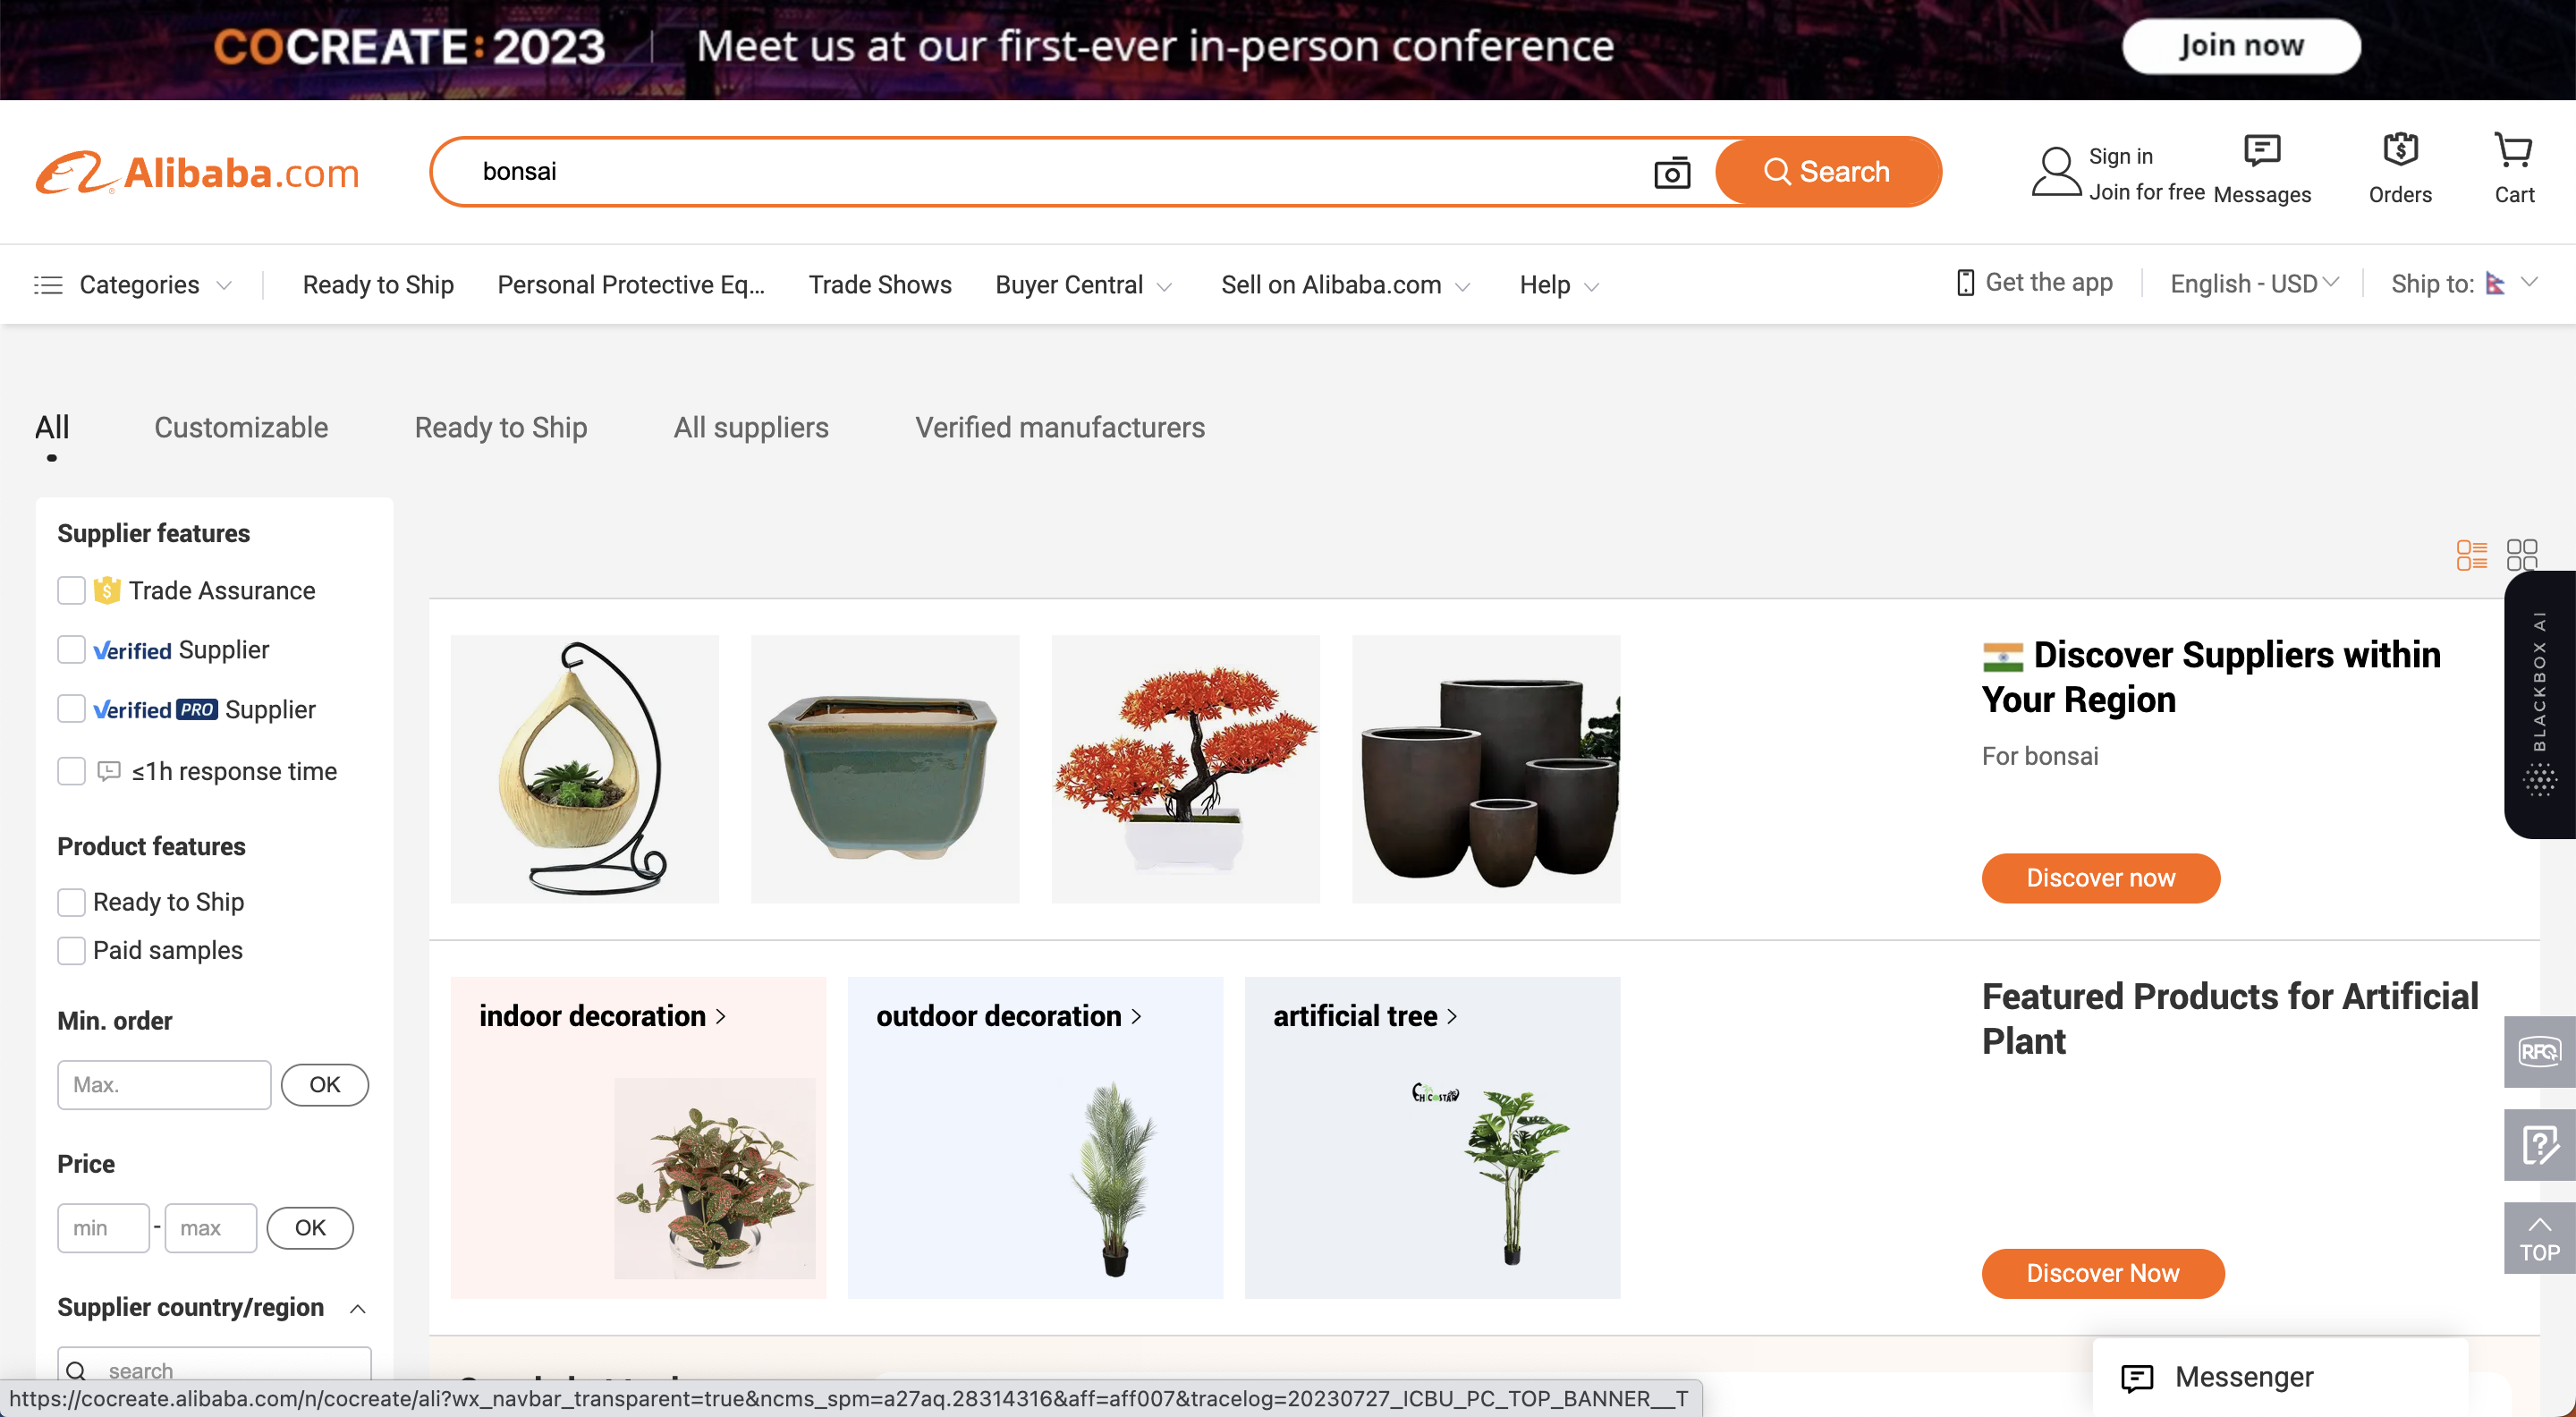 COCREATE:2023 | Meet us at our first-ever in-person conference
Join now
Alibaba.com
bonsai
Search
Sign in
Join for free
Messages
Orders
Cart
Categories
Ready to Ship
Personal Protective Eq...
Trade Shows
Buyer Central
Sell on Alibaba.com
Help
Get the app
English - USD
Ship to:
All
Customizable
Ready to Ship
All suppliers
Verified manufacturers
Supplier features
Trade Assurance
Verified Supplier
Verified PRO Supplier
≤1h response time
Product features
Ready to Ship
Paid samples
Min. order
Max.
OK
Price
min - max
OK
Supplier country/region
search
Discover Suppliers within
Your Region
For bonsai
Discover now
indoor decoration >
outdoor decoration >
artificial tree >
CHICOSTAR
Featured Products for Artificial
Plant
Discover Now
BLACKBOX AI
RFQ
TOP
Messenger
https://cocreate.alibaba.com/n/cocreate/ali?wx_navbar_transparent=true&ncms_spm=a27aq.28314316&aff=aff007&tracelog=20230727_ICBU_PC_TOP_BANNER__T